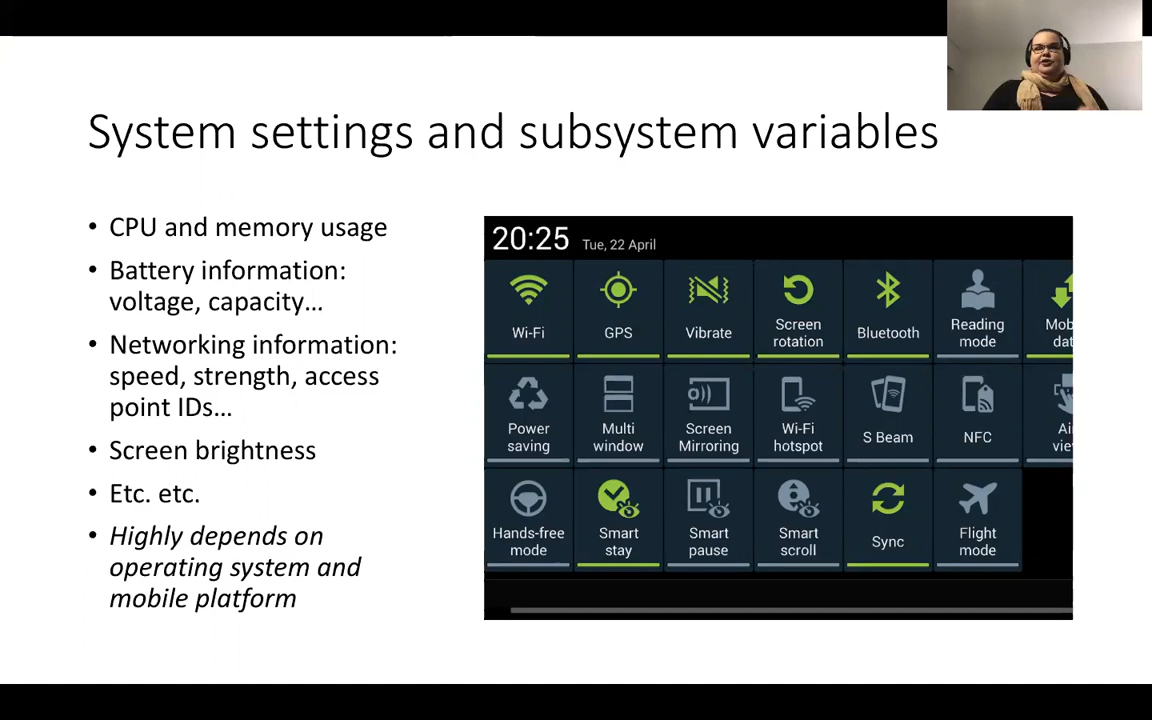 System settings and subsystem variables
• CPU and memory usage
• Battery information:
voltage, capacity…
• Networking information:
speed, strength, access
point IDs…
• Screen brightness
• Etc. etc.
• Highly depends on
operating system and
mobile platform
20:25 Tue, 22 April
Wi-Fi
GPS
Vibrate
Screen
rotation
Bluetooth
Reading
mode
Mob
dat
Power
saving
Multi
window
Screen
Mirroring
Wi-Fi
hotspot
S Beam
NFC
Ai
vie
Hands-free
mode
Smart
stay
Smart
pause
Smart
scroll
Sync
Flight
mode